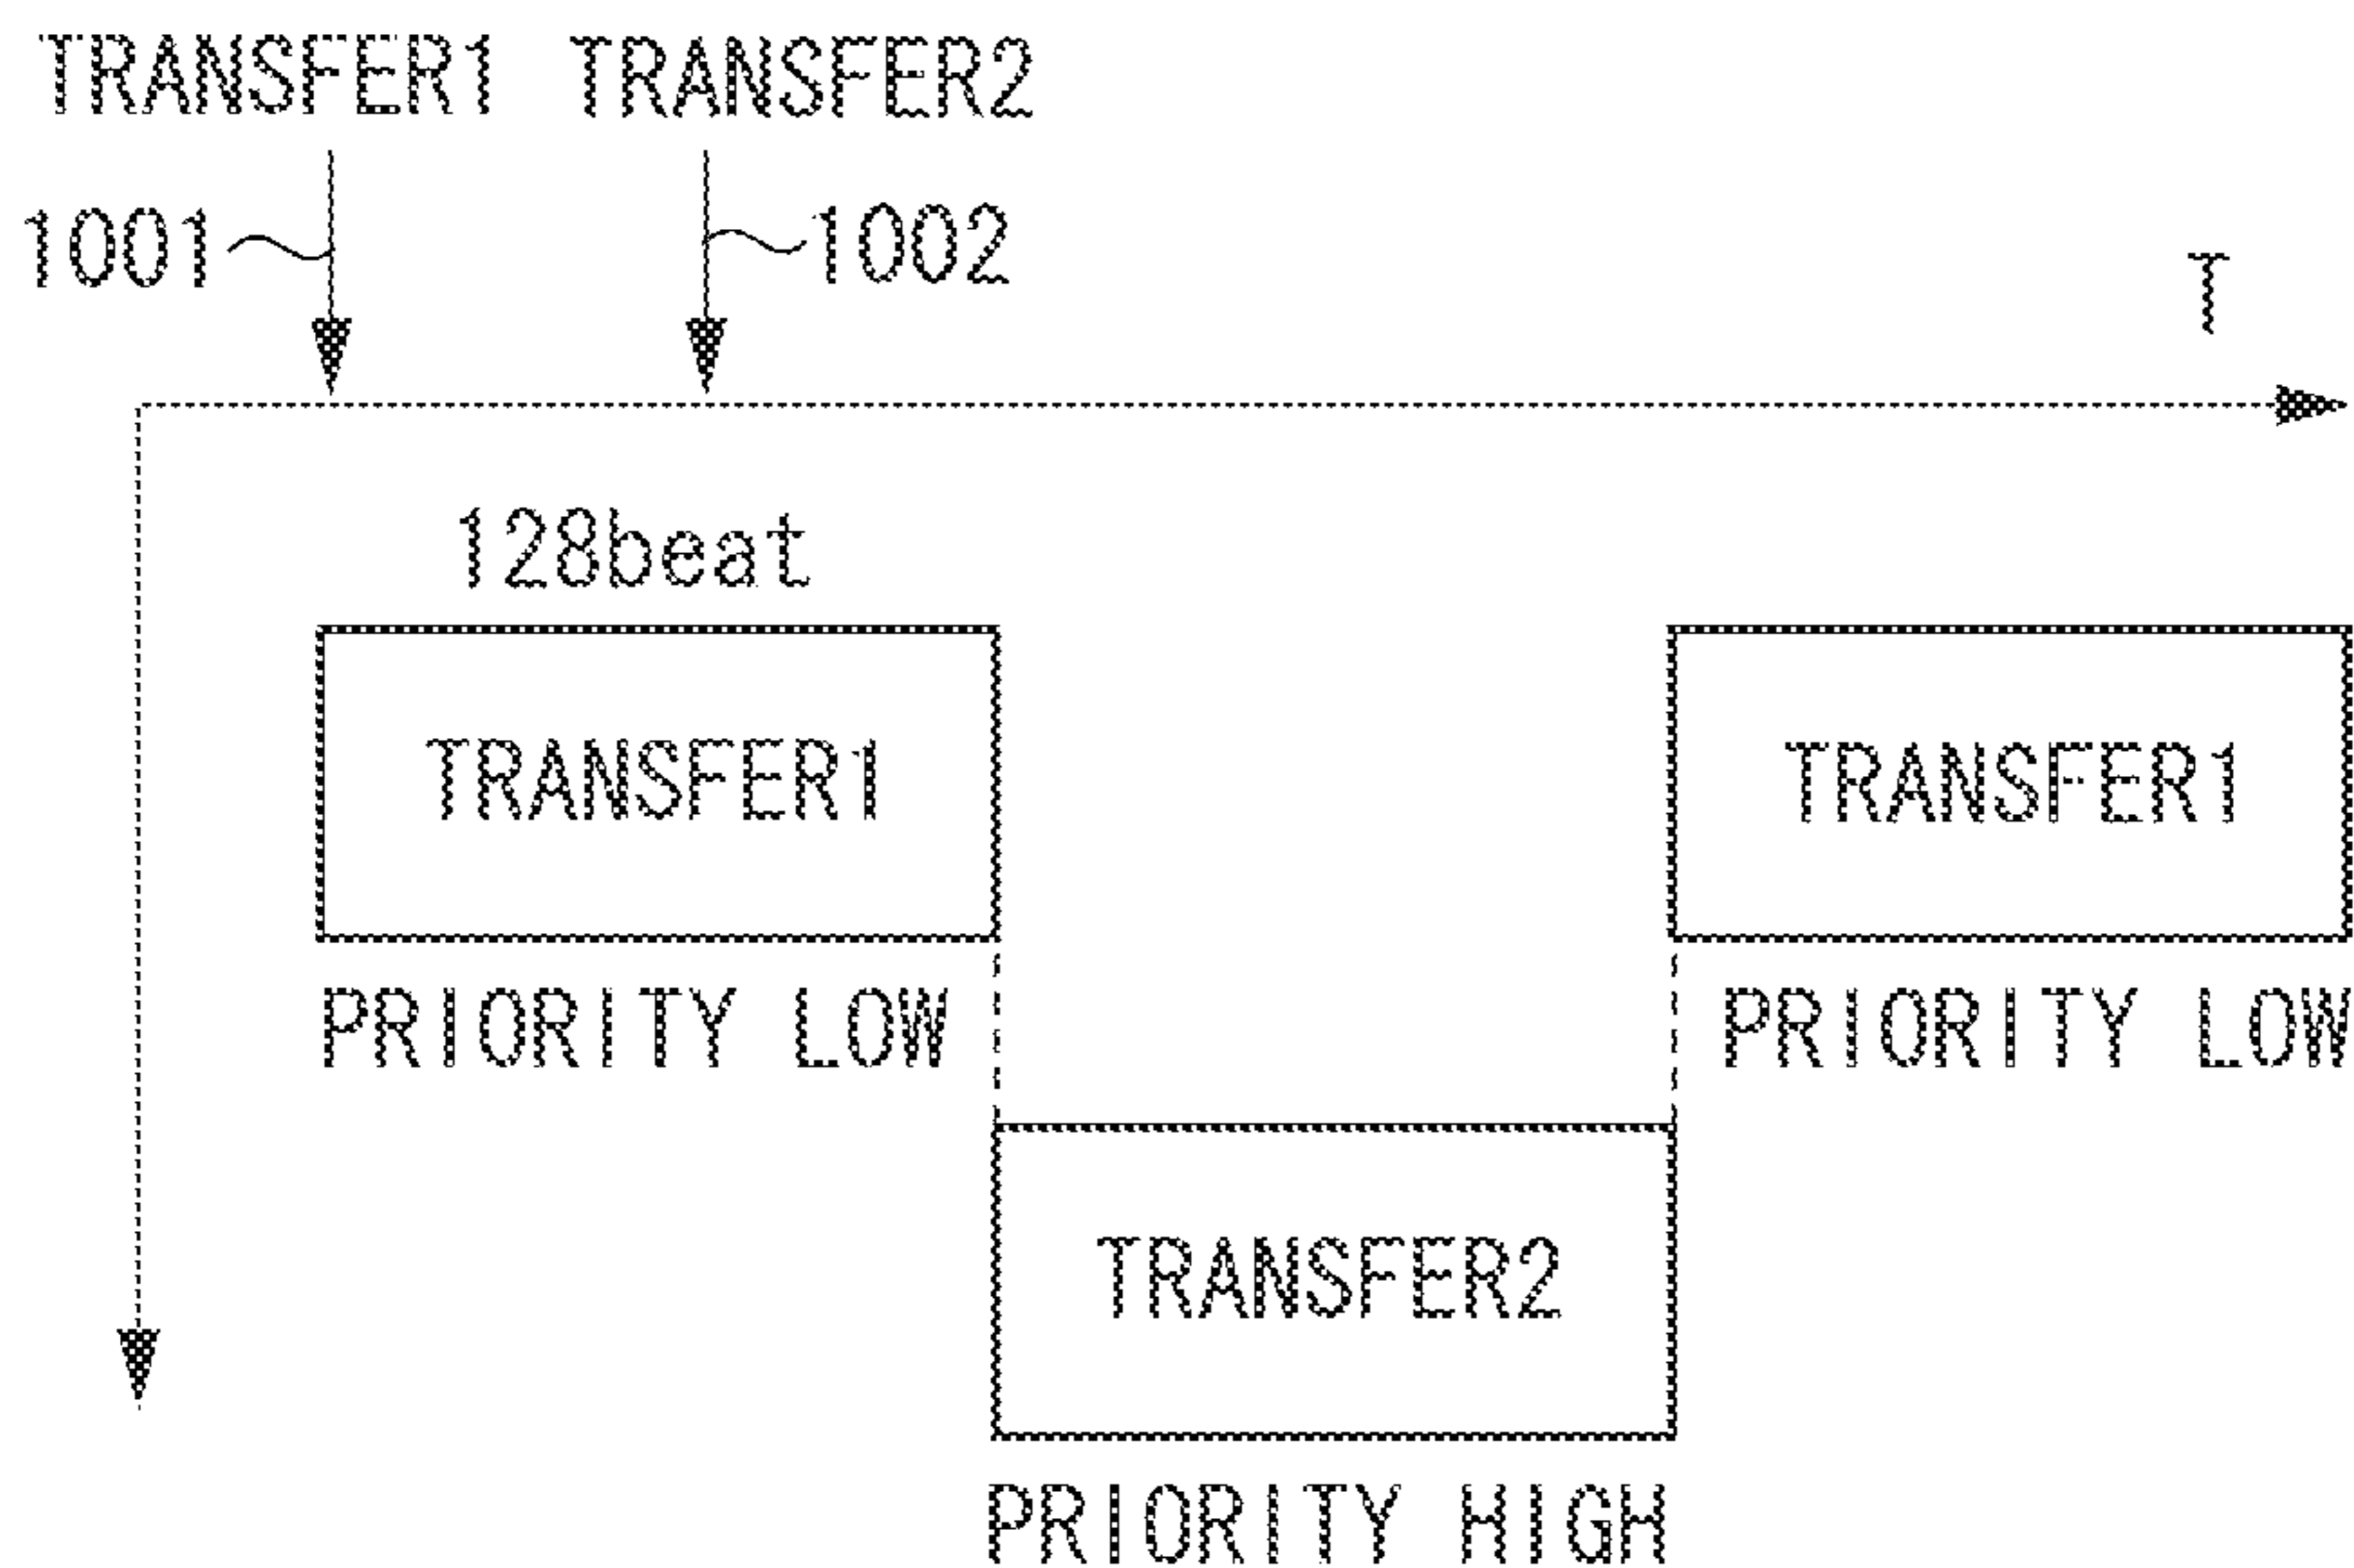 TRANSFER1 TRANSFER2
1001 1002
T
128beat
TRANSFER1 TRANSFER1
PRIORITY LOW PRIORITY LOW
TRANSFER2
PRIORITY HIGH